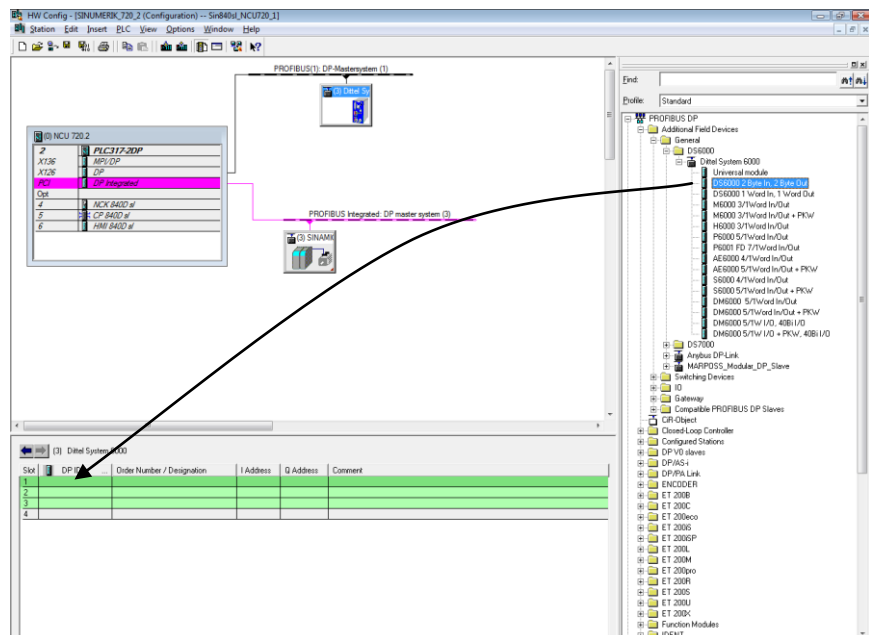 HW Config - [SINUMERIK_720_2 (Configuration) -- Sin840sl_NCU720_1]
Station Edit Insert PLC View Options Window Help
PROFIBUS(1): DP-Mastersystem (1)
(3) Dittel Sy
(0) NCU 720.2
2 PLC317-2DP
X136 MPI/DP
X126 DP
PCI DP integrated
Opt
4 NCK 840D sl
5 CP 840D sl
6 HMI 840D sl
PROFIBUS Integrated: DP master system (3)
(3) SINAMI
(3) Dittel System 6000
Slot DP ID ... Order Number / Designation I Address Q Address Comment
1
2
3
4
Find:
Profile: Standard
PROFIBUS DP
Additional Field Devices
General
DS6000
Dittel System 6000
Universal module
DS6000 2 Byte In, 2 Byte Out
DS6000 1 Word In, 1 Word Out
M6000 3/1Word In/Out
M6000 3/1Word In/Out + PKW
H6000 3/1Word In/Out
P6000 5/1Word In/Out
P6001 FD 7/1Word In/Out
AE6000 4/1Word In/Out
AE6000 5/1Word In/Out + PKW
S6000 4/1Word In/Out
S6000 5/1Word In/Out + PKW
DM6000 5/1Word In/Out
DM6000 5/1Word In/Out + PKW
DM6000 5/1W I/O, 40Bi I/O
DM6000 5/1W I/O + PKW, 40Bi I/O
DS7000
Anybus DP-Link
MARPOSS_Modular_DP_Slave
Switching Devices
IO
Gateway
Compatible PROFIBUS DP Slaves
CiR-Object
Closed-Loop Controller
Configured Stations
DP V0 slaves
DP/AS-i
DP/PA Link
ENCODER
ET 200B
ET 200C
ET 200eco
ET 200iS
ET 200iSP
ET 200L
ET 200M
ET 200pro
ET 200R
ET 200S
ET 200U
ET 200X
Function Modules
IDENT